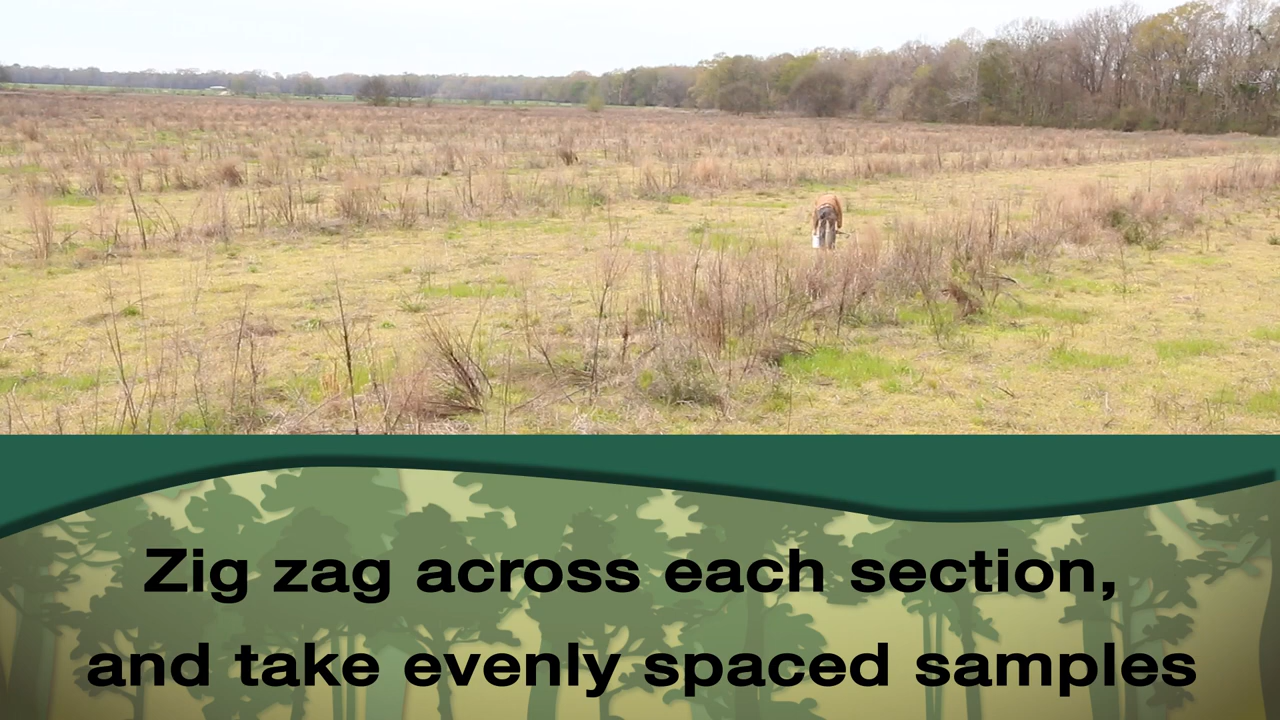 Zig zag across each section,
and take evenly spaced samples